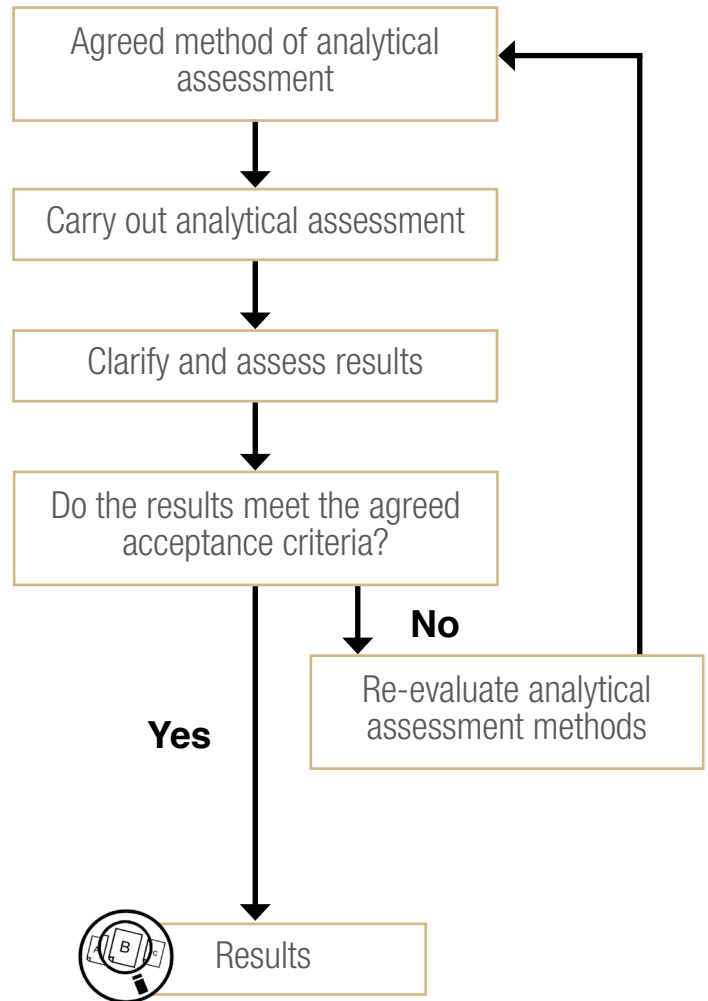 Agreed method of analytical
assessment
Carry out analytical assessment
Clarify and assess results
Do the results meet the agreed
acceptance criteria?
No
Re-evaluate analytical
assessment methods
Yes
A
B
C
Results